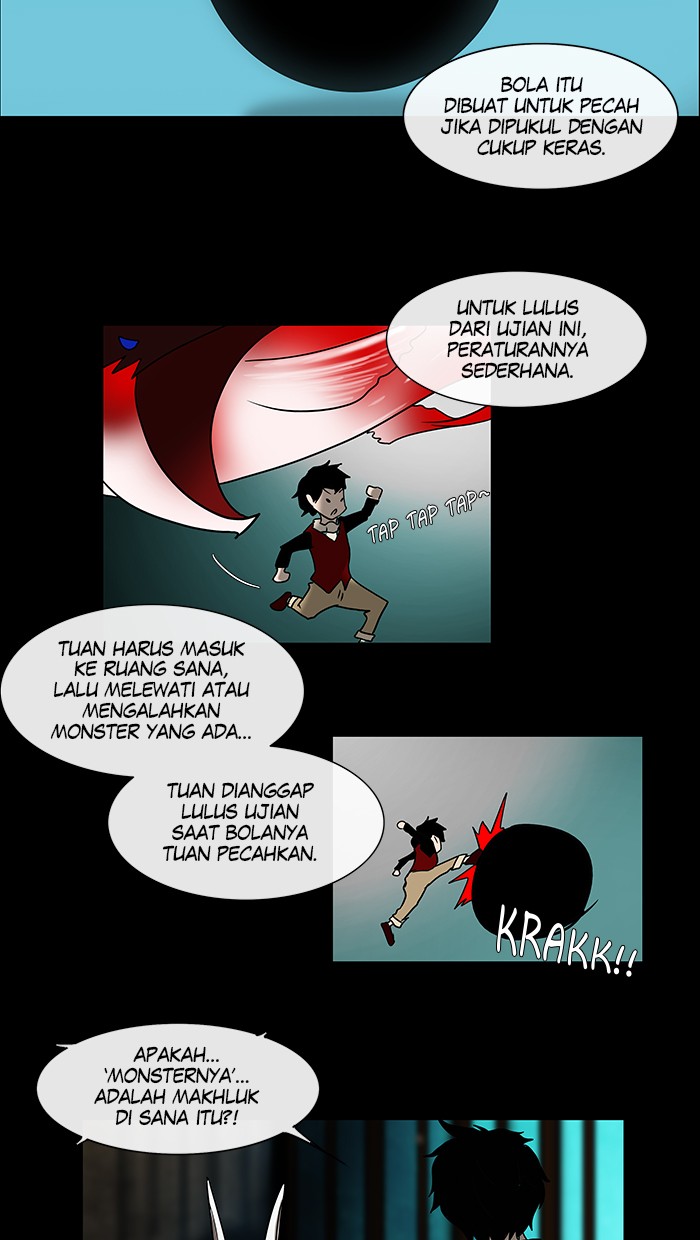 BOLA ITU
DIBUAT UNTUK PECAH
JIKA DIPUKUL DENGAN
CUKUP KERAS.
UNTUK LULUS
DARI UJIAN INI,
PERATURANNYA
SEDERHANA.
TAP TAP TAP~
TUAN HARUS MASUK
KE RUANG SANA,
LALU MELEWATI ATAU
MENGALAHKAN
MONSTER YANG ADA...
TUAN DIANGGAP
LULUS UJIAN
SAAT BOLANYA
TUAN PECAHKAN.
KRAKK!!
APAKAH...
‘MONSTERNYA’...
ADALAH MAKHLUK
DI SANA ITU?!